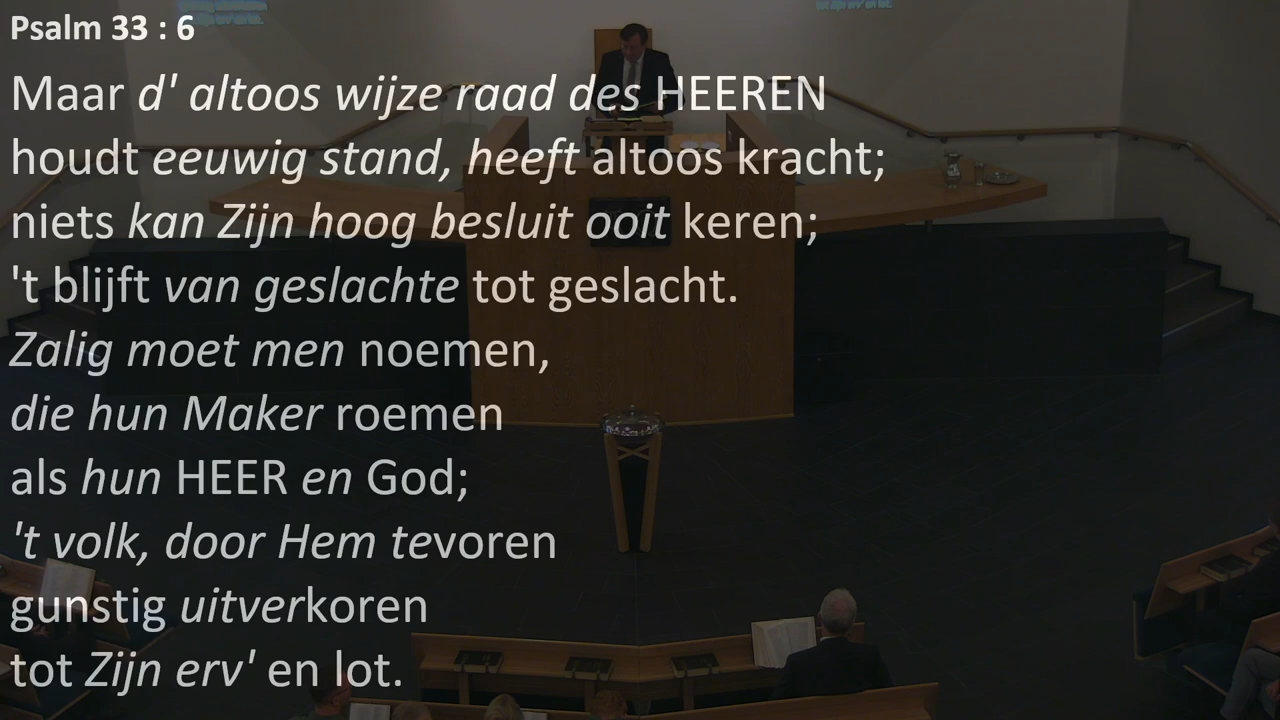 Psalm 33 : 6
Maar d' altoos wijze raad des HEEREN
houdt eeuwig stand, heeft altoos kracht;
niets kan Zijn hoog besluit ooit keren;
't blijft van geslachte tot geslacht.
Zalig moet men noemen,
die hun Maker roemen
als hun HEER en God;
't volk, door Hem tevoren
gunstig uitverkoren
tot Zijn erv' en lot.